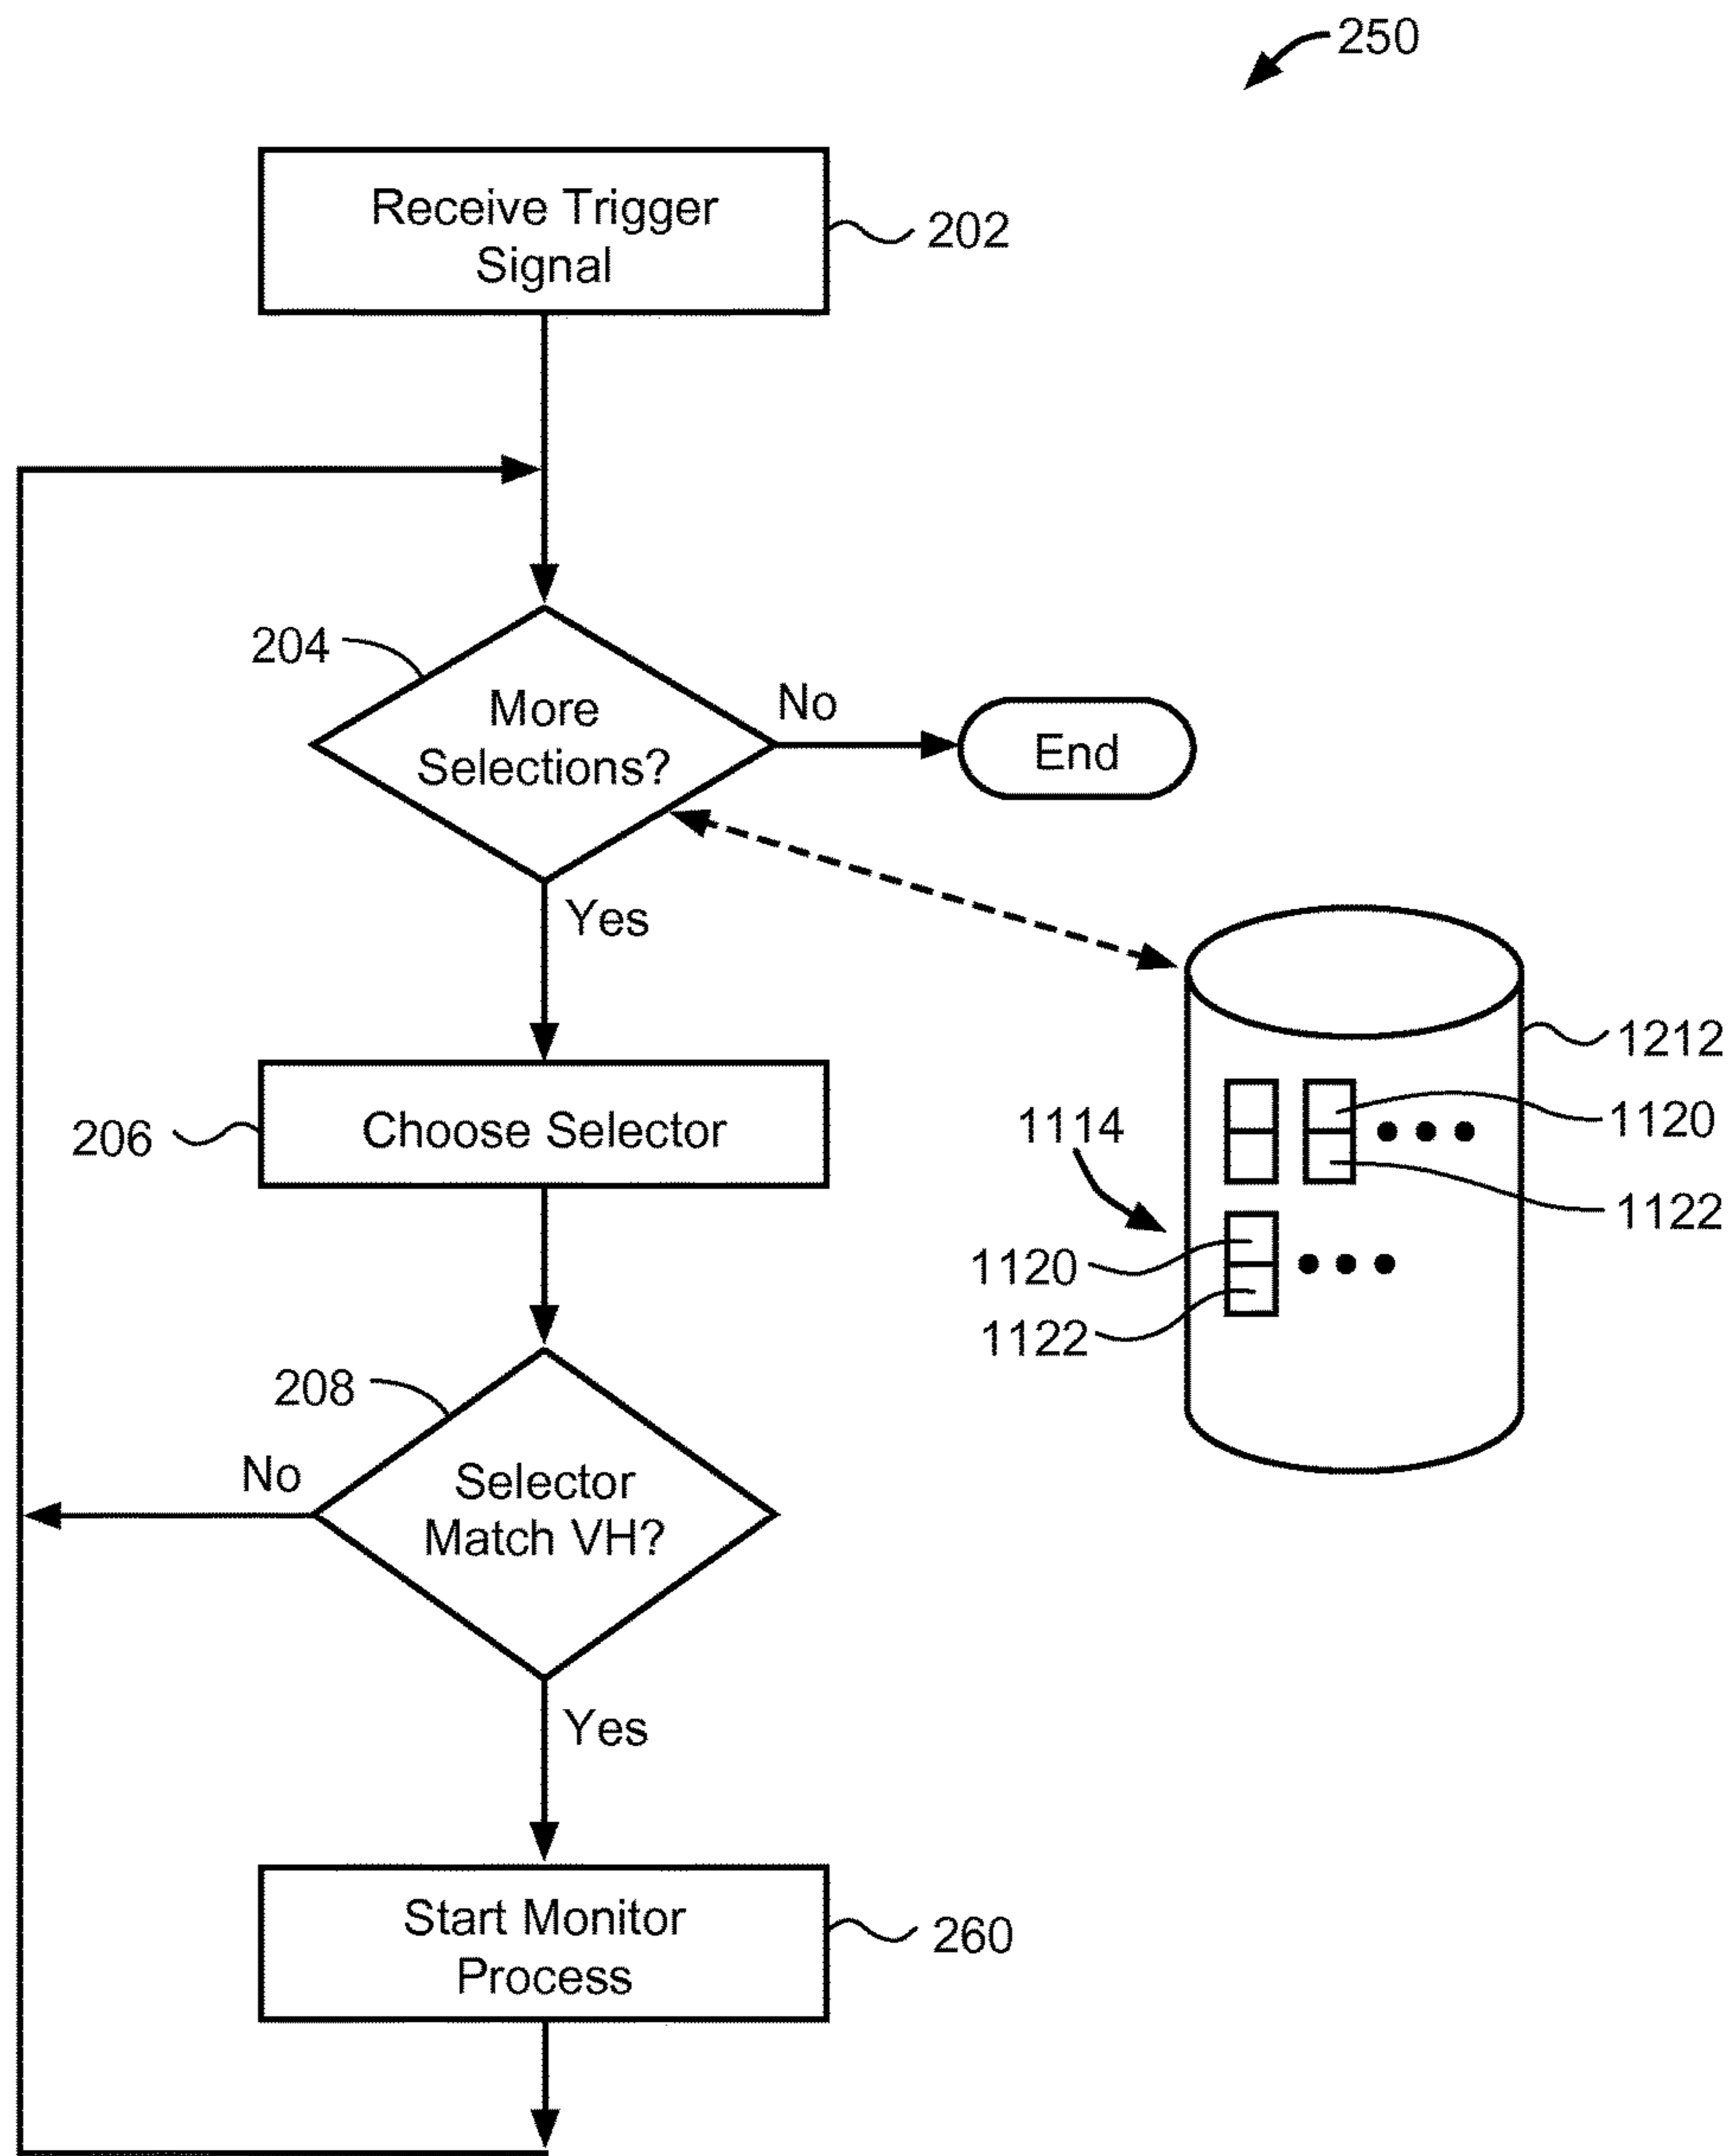 250
Receive Trigger
Signal
202
204
More
Selections?
No
End
Yes
1212
206
Choose Selector
1114
1120
1122
1120
1122
208
No
Selector
Match VH?
Yes
Start Monitor
Process
260